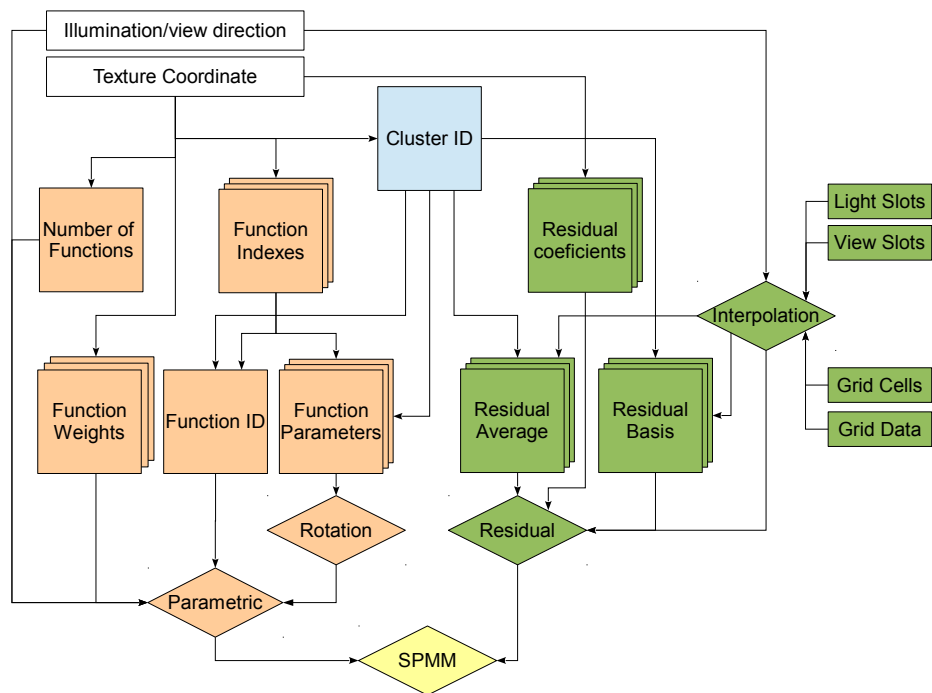 Illumination/view direction
Texture Coordinate
Cluster ID
Number of
Functions
Function
Indexes
Residual
coeficients
Light Slots
View Slots
Interpolation
Grid Cells
Grid Data
Function
Weights
Function ID
Function
Parameters
Residual
Average
Residual
Basis
Rotation
Residual
Parametric
SPMM